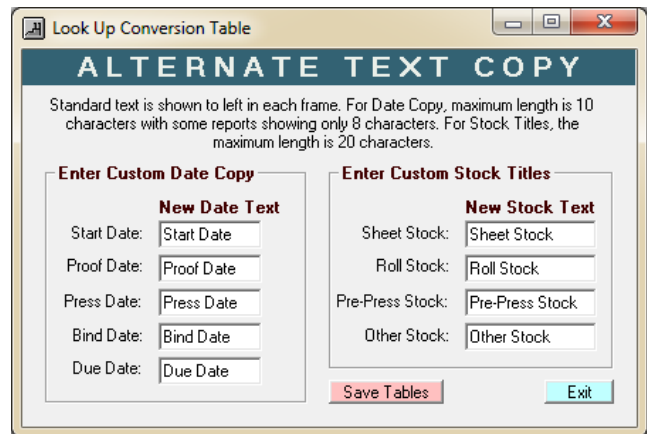 Look Up Conversion Table
ALTERNATE TEXT COPY
Standard text is shown to left in each frame. For Date Copy, maximum length is 10
characters with some reports showing only 8 characters. For Stock Titles, the
maximum length is 20 characters.
Enter Custom Date Copy
New Date Text
Start Date: Start Date
Proof Date: Proof Date
Press Date: Press Date
Bind Date: Bind Date
Due Date: Due Date
Enter Custom Stock Titles
New Stock Text
Sheet Stock: Sheet Stock
Roll Stock: Roll Stock
Pre-Press Stock: Pre-Press Stock
Other Stock: Other Stock
Save Tables
Exit